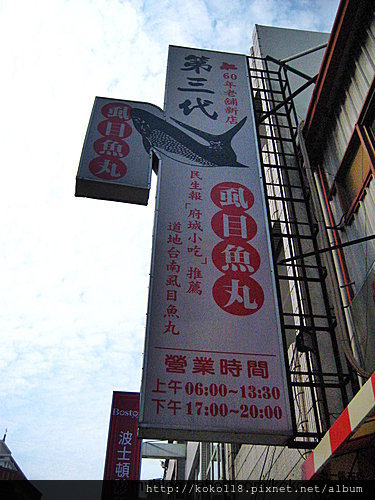 第三代
60年老舖新店
虱目魚丸
虱目魚丸
民生報「府城小吃」推薦
道地台南虱目魚丸
營業時間
上午06:00~13:30
下午17:00~20:00
Bosto
波士頓
http://koko118.pixnet.net/album